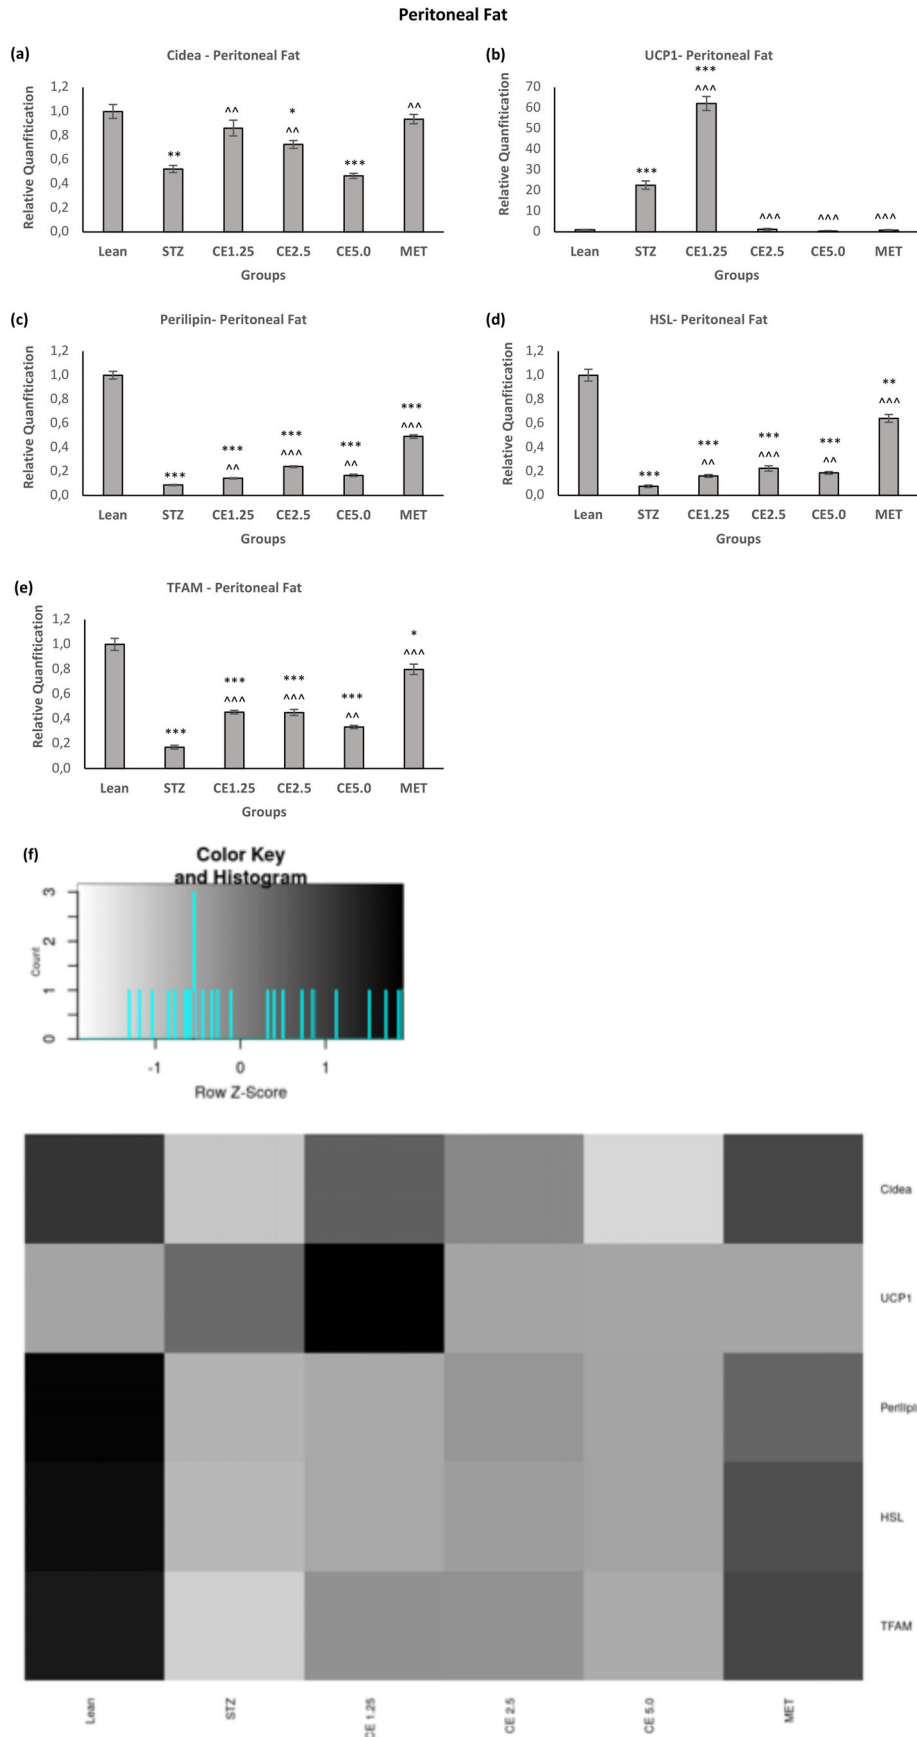 Peritoneal Fat
(a)
Cidea - Peritoneal Fat
Relative Quanfitication
1,2
1,0
0,8
0,6
0,4
0,2
0,0
^^ * ^^
** ^^ ***
Lean STZ CE1.25 CE2.5 CE5.0 MET
Groups
(b)
UCP1- Peritoneal Fat
Relative Quanfitication
70
60
50
40
30
20
10
0
***
^^^
*** ^^^ ^^^ ^^^
Lean STZ CE1.25 CE2.5 CE5.0 MET
Groups
(c)
Perilipin- Peritoneal Fat
Relative Quanfitication
1,2
1,0
0,8
0,6
0,4
0,2
0,0
*** *** *** ***
*** ^^ ^^^ ^^ ^^^
Lean STZ CE1.25 CE2.5 CE5.0 MET
Groups
(d)
HSL- Peritoneal Fat
Relative Quanfitication
1,2
1,0
0,8
0,6
0,4
0,2
0,0
*** *** *** **
*** ^^ ^^^ ^^ ^^^
Lean STZ CE1.25 CE2.5 CE5.0 MET
Groups
(e)
TFAM - Peritoneal Fat
Relative Quanfitication
1,2
1,0
0,8
0,6
0,4
0,2
0,0
*** *** *** *
*** ^^^ ^^^ ^^ ^^^
Lean STZ CE1.25 CE2.5 CE5.0 MET
Groups
(f)
Color Key
and Histogram
Count
3
2
1
0
-1 0 1
Row Z-Score
Cidea
UCP1
Perilipi
HSL
TFAM
Lean STZ CE 1.25 CE 2.5 CE 5.0 MET